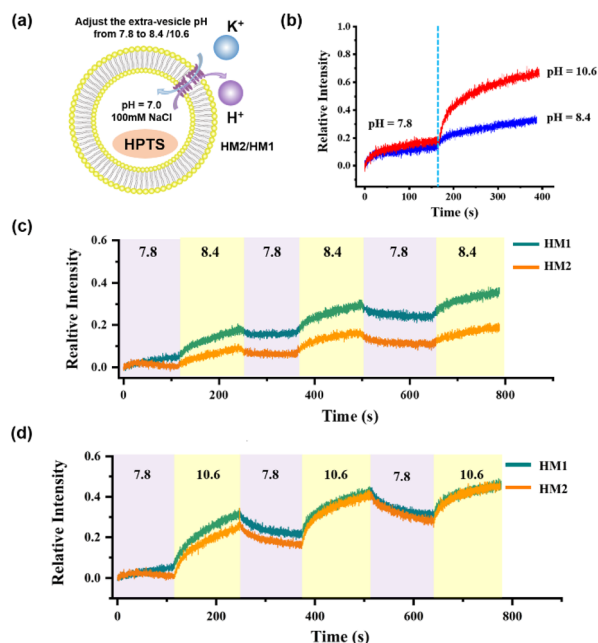 (a)
Adjust the extra-vesicle pH
from 7.8 to 8.4 /10.6
K+
pH = 7.0
100mM NaCl
HPTS
H+
HM2/HM1
(b)
Relative Intensity
1.0
0.8
0.6
0.4
0.2
0.0
pH = 7.8
pH = 10.6
pH = 8.4
0
100
200
300
400
Time (s)
(c)
Realtive Intensity
0.6
0.4
0.2
0.0
7.8
8.4
7.8
8.4
7.8
8.4
HM1
HM2
0
200
400
600
800
Time (s)
(d)
Relative Intensity
0.6
0.4
0.2
0.0
7.8
10.6
7.8
10.6
7.8
10.6
HM1
HM2
0
200
400
600
800
Time (s)